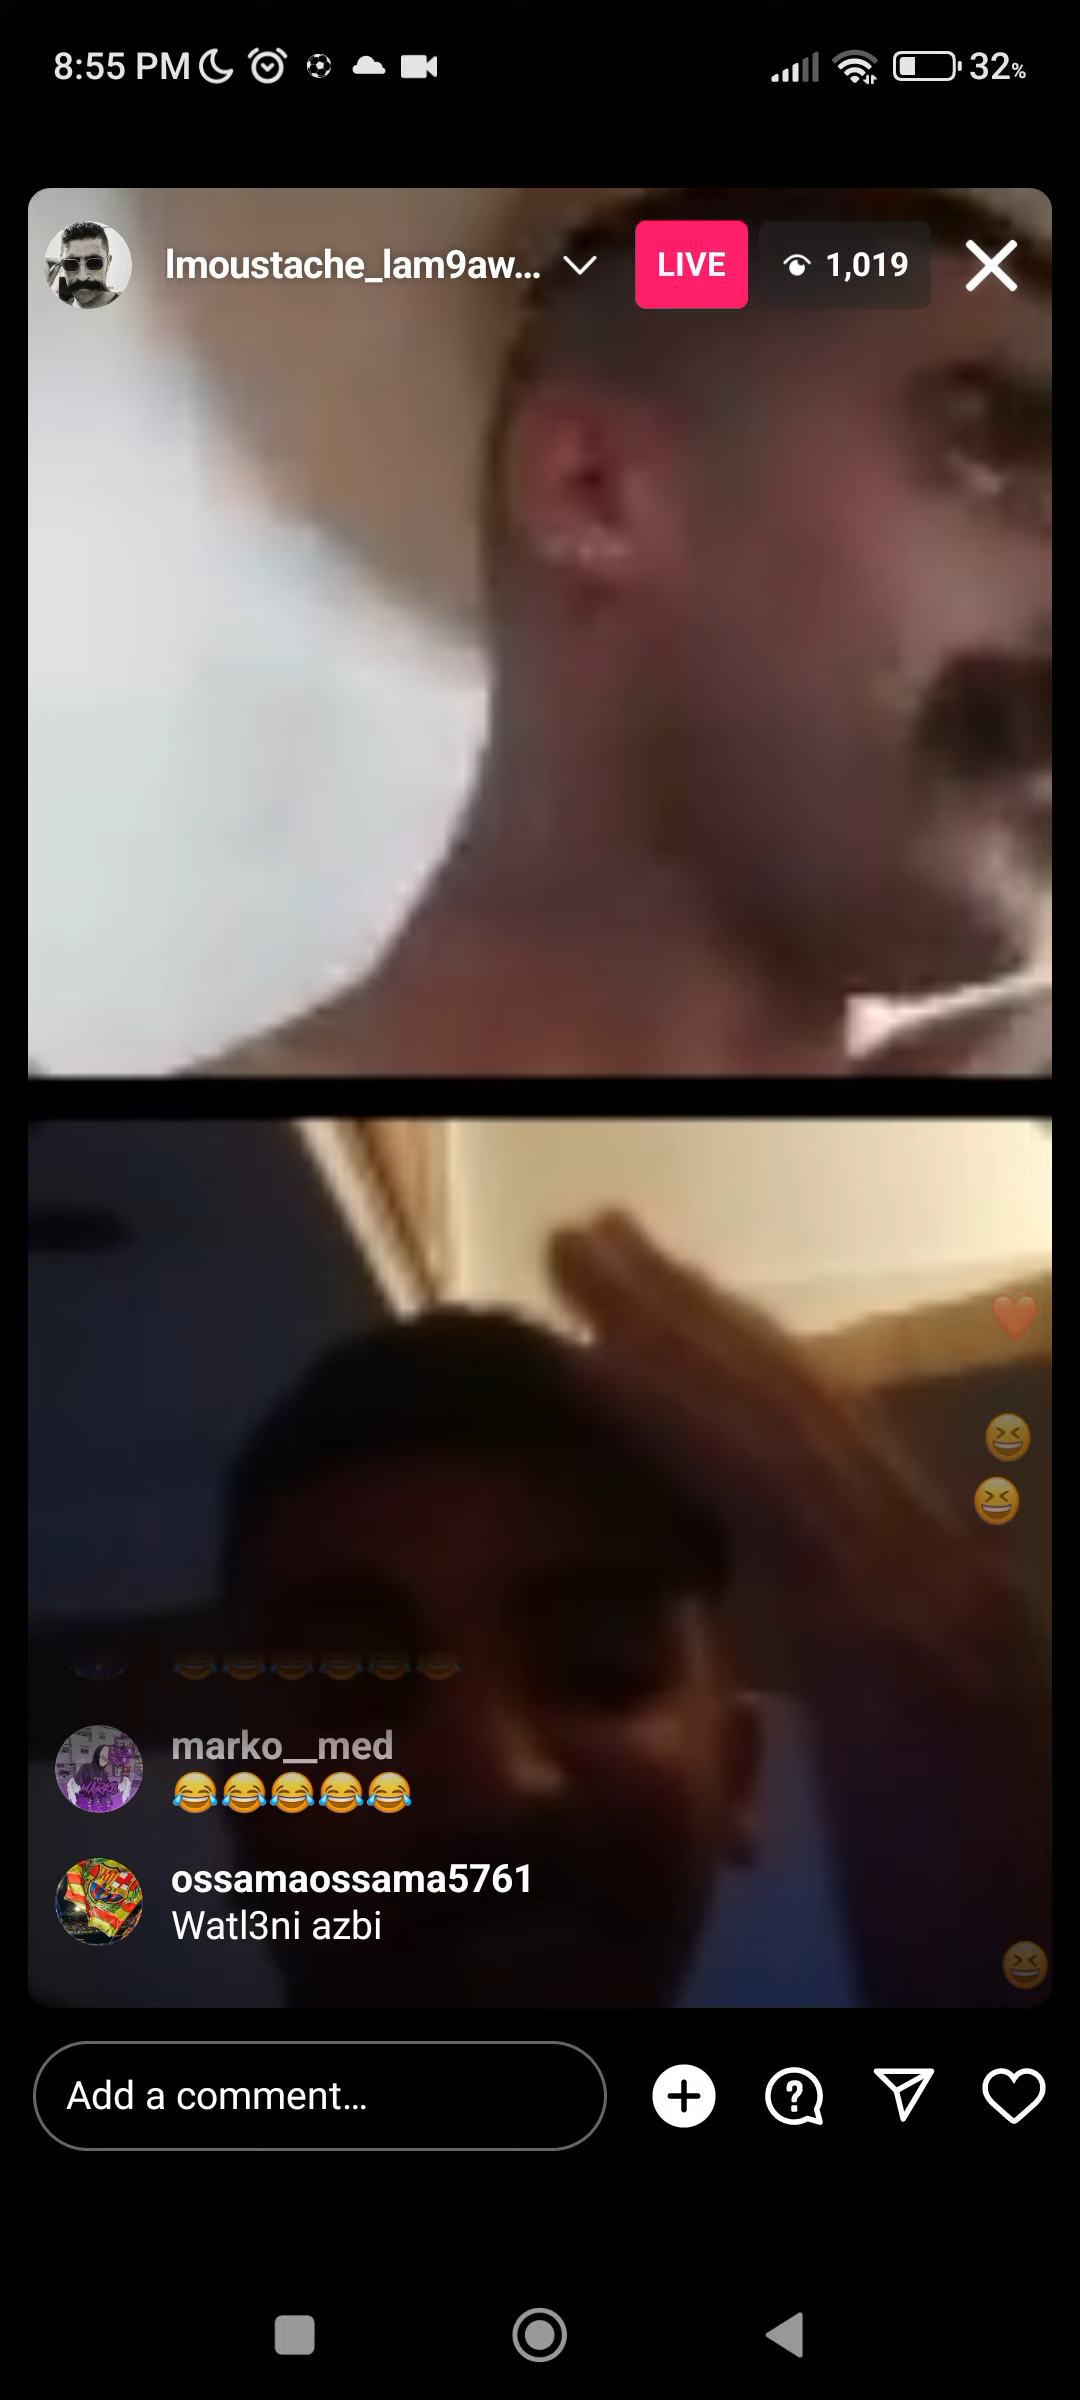 8:55 PM
32%
lmoustache_lam9aw...
LIVE
1,019
marko__med
😂😂😂😂😂
ossamaossama5761
Watl3ni azbi
Add a comment...